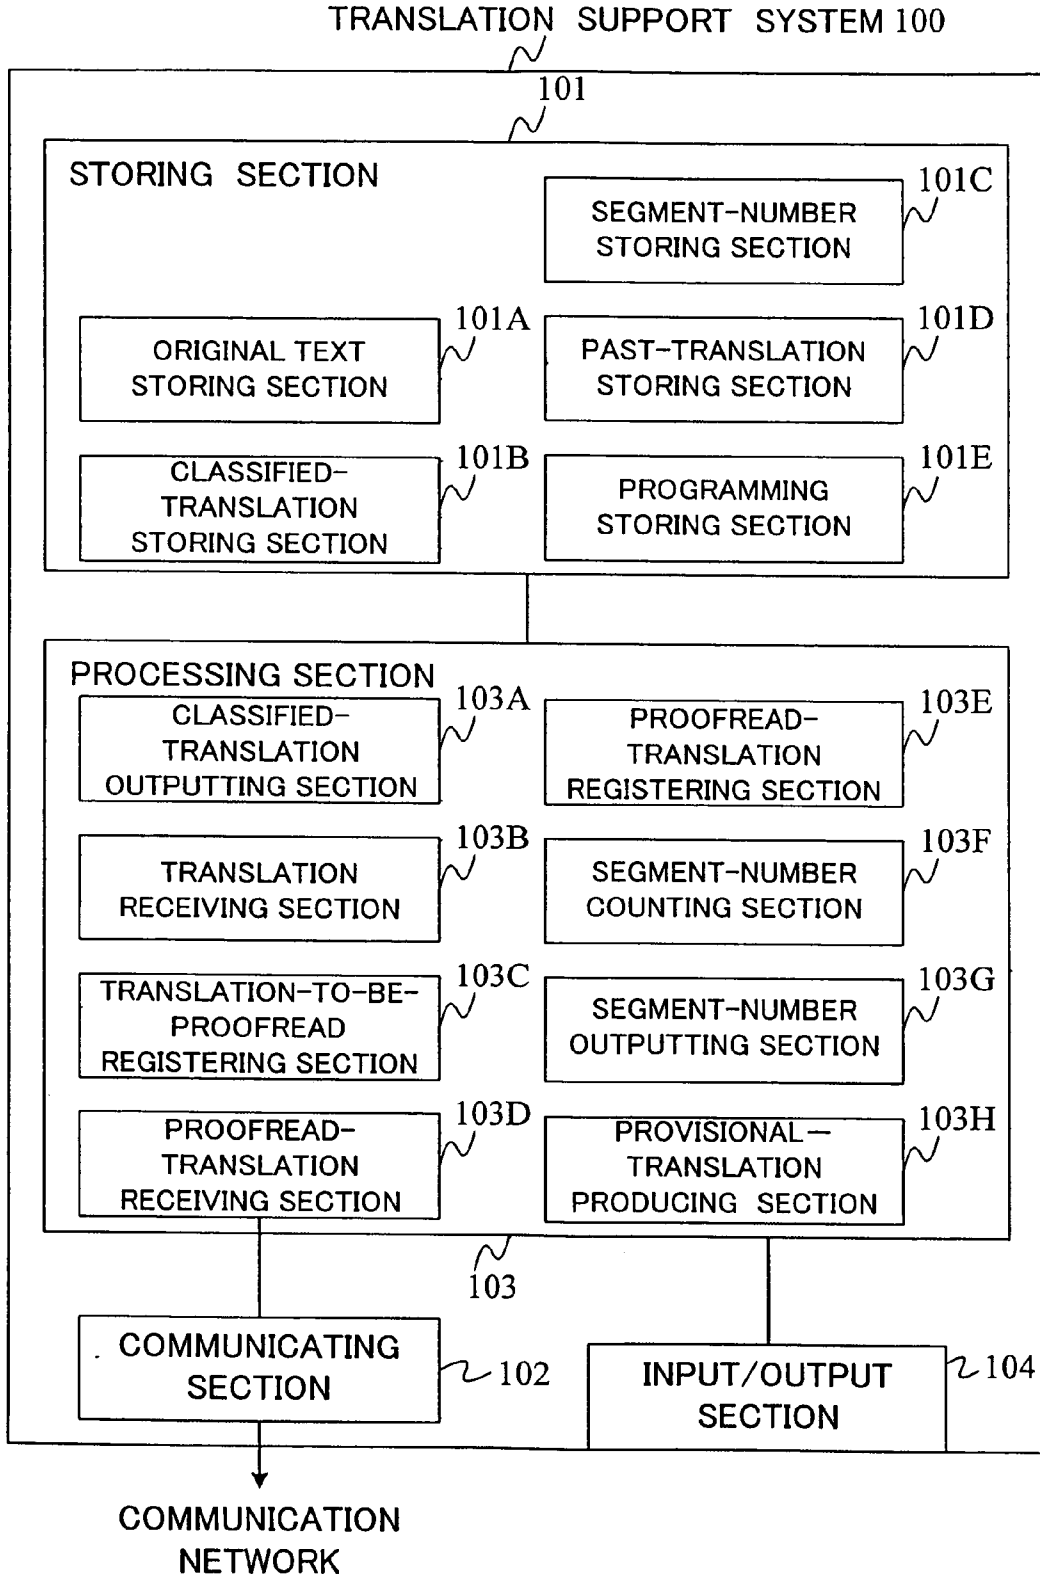 TRANSLATION SUPPORT SYSTEM 100
101
STORING SECTION
101C
SEGMENT-NUMBER
STORING SECTION
101A
ORIGINAL TEXT
STORING SECTION
101D
PAST-TRANSLATION
STORING SECTION
101B
CLASSIFIED-
TRANSLATION
STORING SECTION
101E
PROGRAMMING
STORING SECTION
PROCESSING SECTION
103A
CLASSIFIED-
TRANSLATION
OUTPUTTING SECTION
103E
PROOFREAD-
TRANSLATION
REGISTERING SECTION
103B
TRANSLATION
RECEIVING SECTION
103F
SEGMENT-NUMBER
COUNTING SECTION
103C
TRANSLATION-TO-BE-
PROOFREAD
REGISTERING SECTION
103G
SEGMENT-NUMBER
OUTPUTTING SECTION
103D
PROOFREAD-
TRANSLATION
RECEIVING SECTION
103H
PROVISIONAL-
TRANSLATION
PRODUCING SECTION
103
COMMUNICATING
SECTION
102
INPUT/OUTPUT
SECTION
104
COMMUNICATION
NETWORK